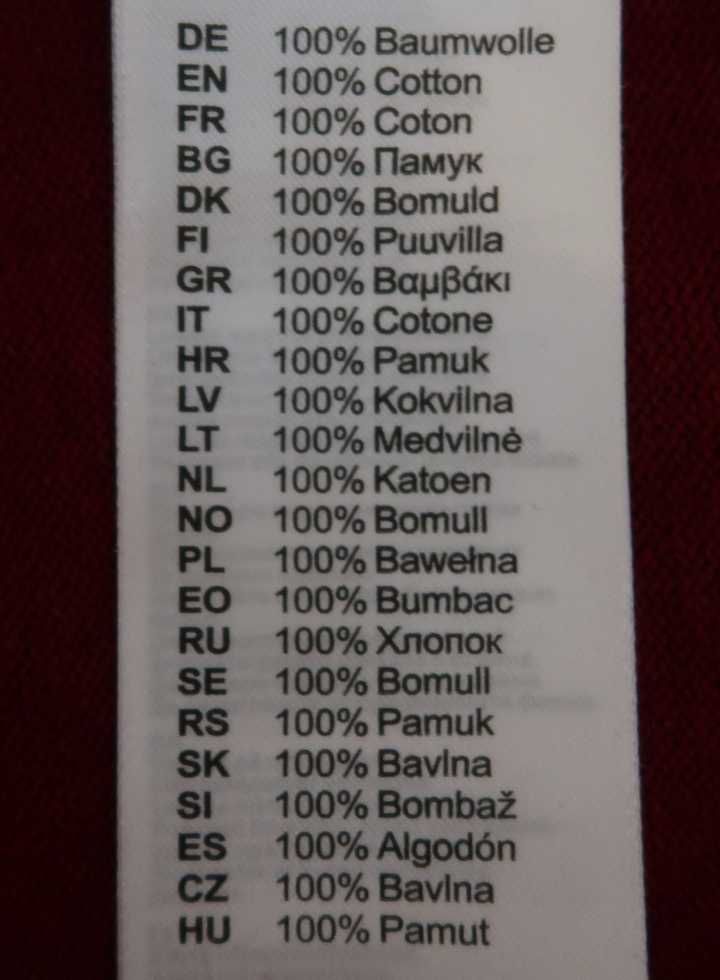 DE 100% Baumwolle
EN 100% Cotton
FR 100% Coton
BG 100% Памук
DK 100% Bomuld
FI 100% Puuvilla
GR 100% Βαμβάκι
IT 100% Cotone
HR 100% Pamuk
LV 100% Kokvilna
LT 100% Medvilnė
NL 100% Katoen
NO 100% Bomull
PL 100% Bawełna
EO 100% Bumbac
RU 100% Хлопок
SE 100% Bomull
RS 100% Pamuk
SK 100% Bavlna
SI 100% Bombaž
ES 100% Algodón
CZ 100% Bavlna
HU 100% Pamut